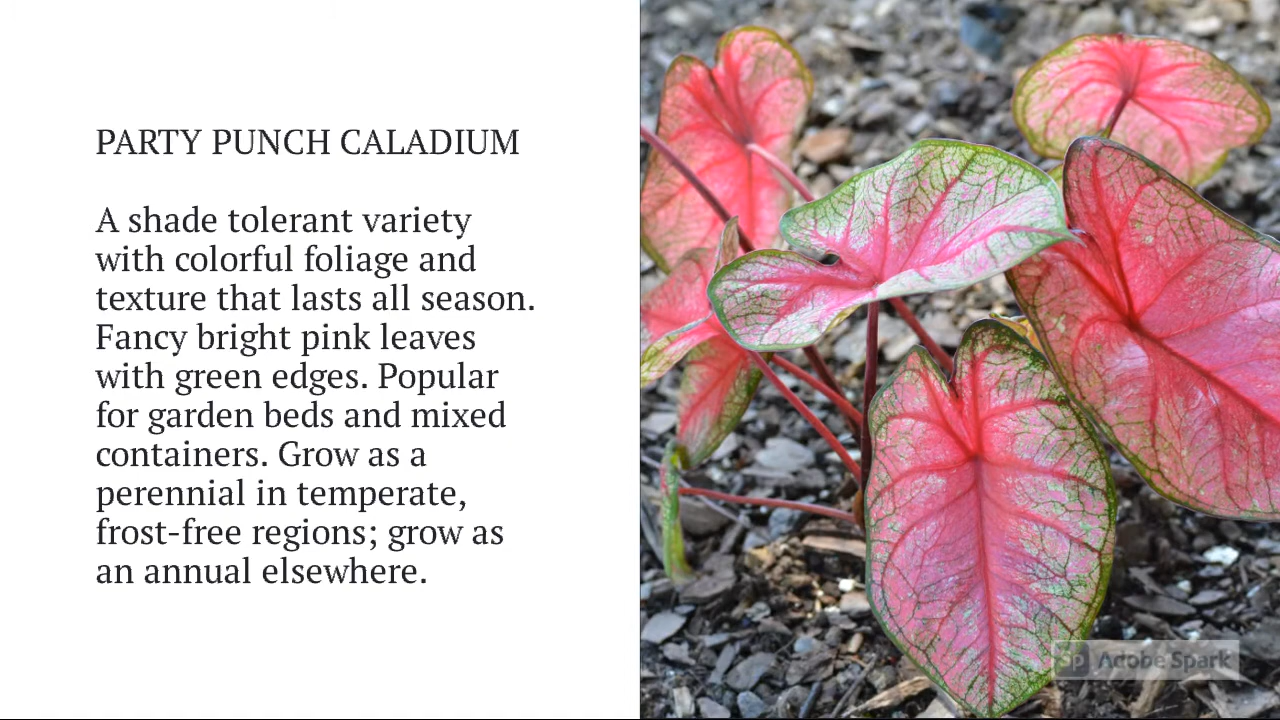 PARTY PUNCH CALADIUM
A shade tolerant variety
with colorful foliage and
texture that lasts all season.
Fancy bright pink leaves
with green edges. Popular
for garden beds and mixed
containers. Grow as a
perennial in temperate,
frost-free regions; grow as
an annual elsewhere.
Sp Adobe Spark